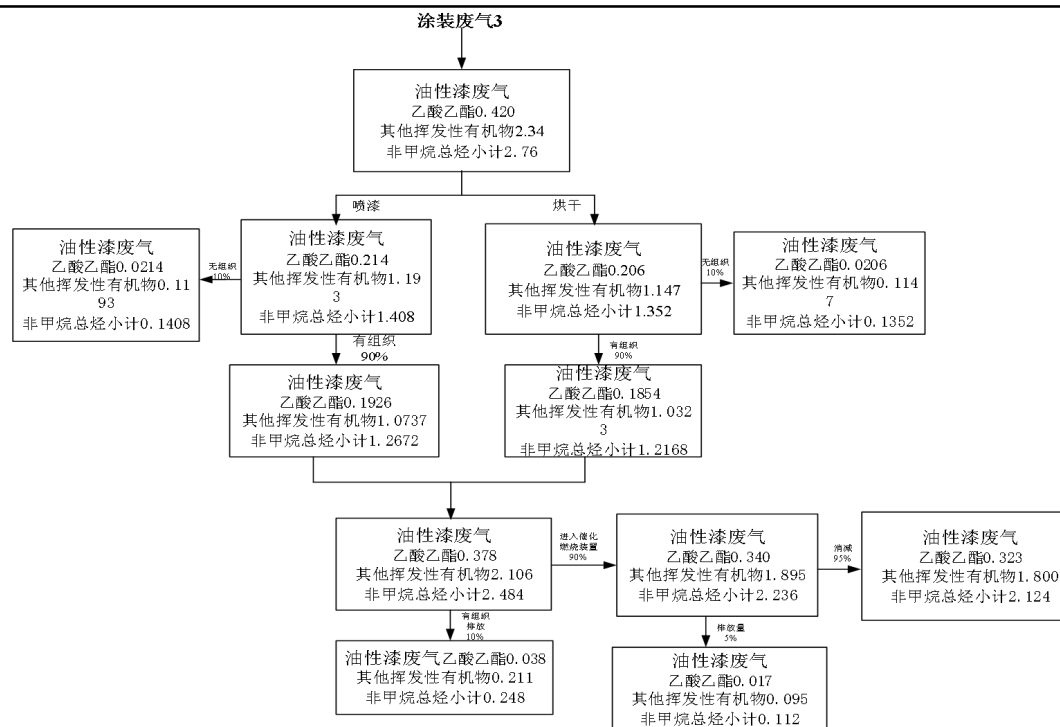 涂装废气3
油性漆废气
乙酸乙酯0.420
其他挥发性有机物2.34
非甲烷总烃小计2.76
喷漆
烘干
油性漆废气
乙酸乙酯0.0214
其他挥发性有机物0.11
93
非甲烷总烃小计0.1408
无组织
10%
油性漆废气
乙酸乙酯0.214
其他挥发性有机物1.19
3
非甲烷总烃小计1.408
油性漆废气
乙酸乙酯0.206
其他挥发性有机物1.147
非甲烷总烃小计1.352
无组织
10%
油性漆废气
乙酸乙酯0.0206
其他挥发性有机物0.114
7
非甲烷总烃小计0.1352
有组织
90%
有组织
90%
油性漆废气
乙酸乙酯0.1926
其他挥发性有机物1.0737
非甲烷总烃小计1.2672
油性漆废气
乙酸乙酯0.1854
其他挥发性有机物1.032
3
非甲烷总烃小计1.2168
油性漆废气
乙酸乙酯0.378
其他挥发性有机物2.106
非甲烷总烃小计2.484
进入催化
燃烧装置
90%
油性漆废气
乙酸乙酯0.340
其他挥发性有机物1.895
非甲烷总烃小计2.236
消减
95%
油性漆废气
乙酸乙酯0.323
其他挥发性有机物1.800
非甲烷总烃小计2.124
有组织
排放
10%
排放量
5%
油性漆废气乙酸乙酯0.038
其他挥发性有机物0.211
非甲烷总烃小计0.248
油性漆废气
乙酸乙酯0.017
其他挥发性有机物0.095
非甲烷总烃小计0.112